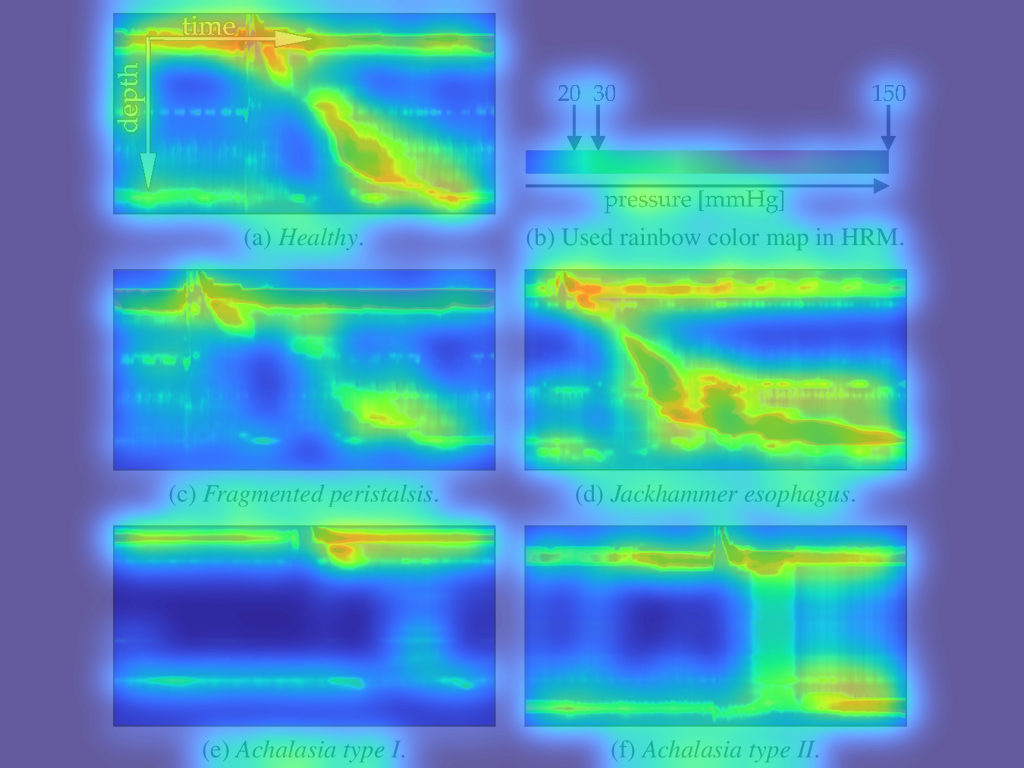 time
depth
20 30 150
pressure [mmHg]
(a) Healthy.
(b) Used rainbow color map in HRM.
(c) Fragmented peristalsis.
(d) Jackhammer esophagus.
(e) Achalasia type I.
(f) Achalasia type II.